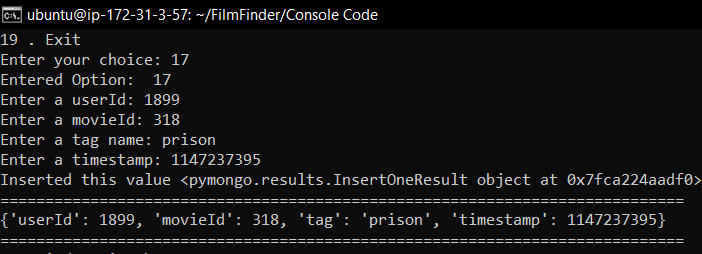 ubuntu@ip-172-31-3-57: ~/FilmFinder/Console Code
19 . Exit
Enter your choice: 17
Entered Option:  17
Enter a userId: 1899
Enter a movieId: 318
Enter a tag name: prison
Enter a timestamp: 1147237395
Inserted this value <pymongo.results.InsertOneResult object at 0x7fca224aadf0>
============================================================================
{'userId': 1899, 'movieId': 318, 'tag': 'prison', 'timestamp': 1147237395}
============================================================================